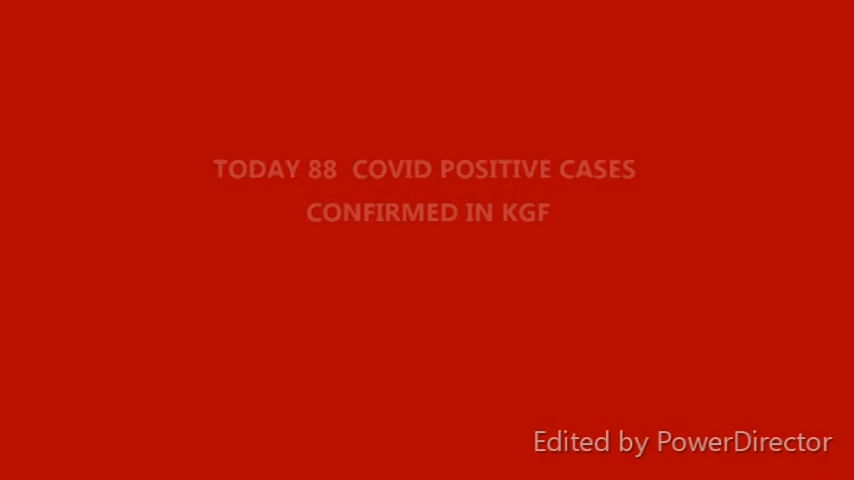 TODAY 88  COVID POSITIVE CASES
CONFIRMED IN KGF
Edited by PowerDirector